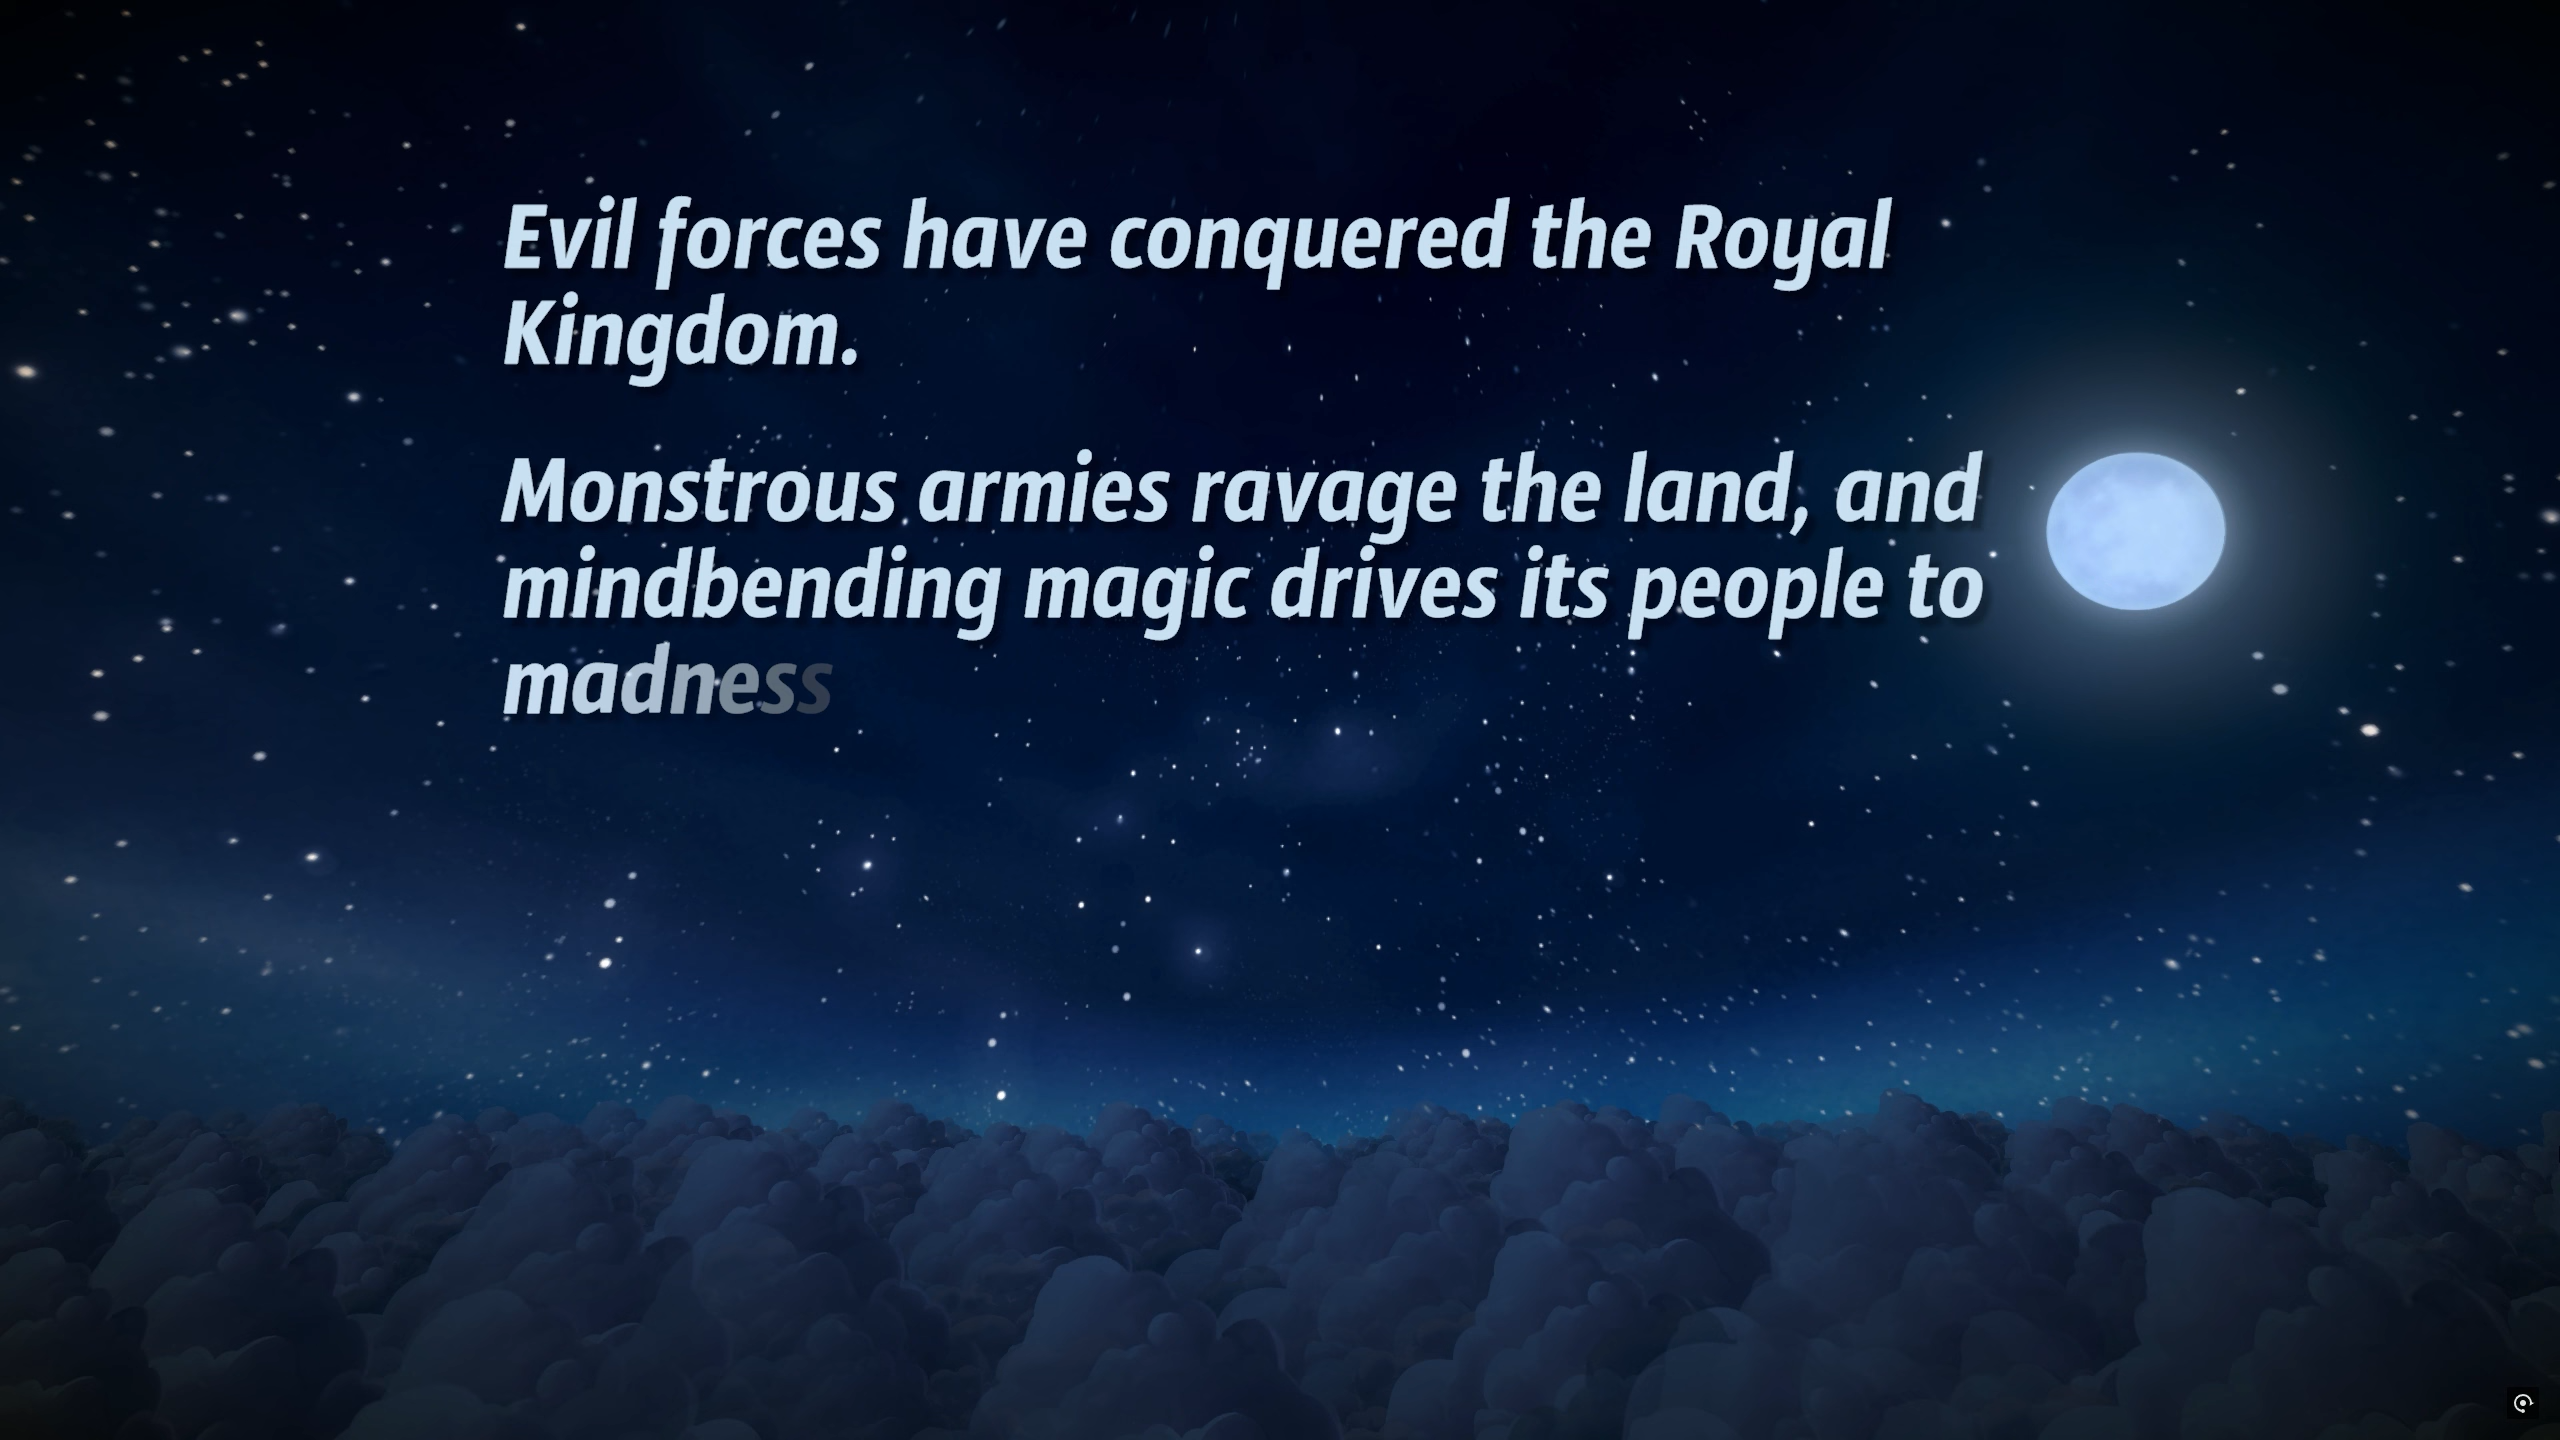 Evil forces have conquered the Royal
Kingdom.
Monstrous armies ravage the land, and
mindbending magic drives its people to
madness